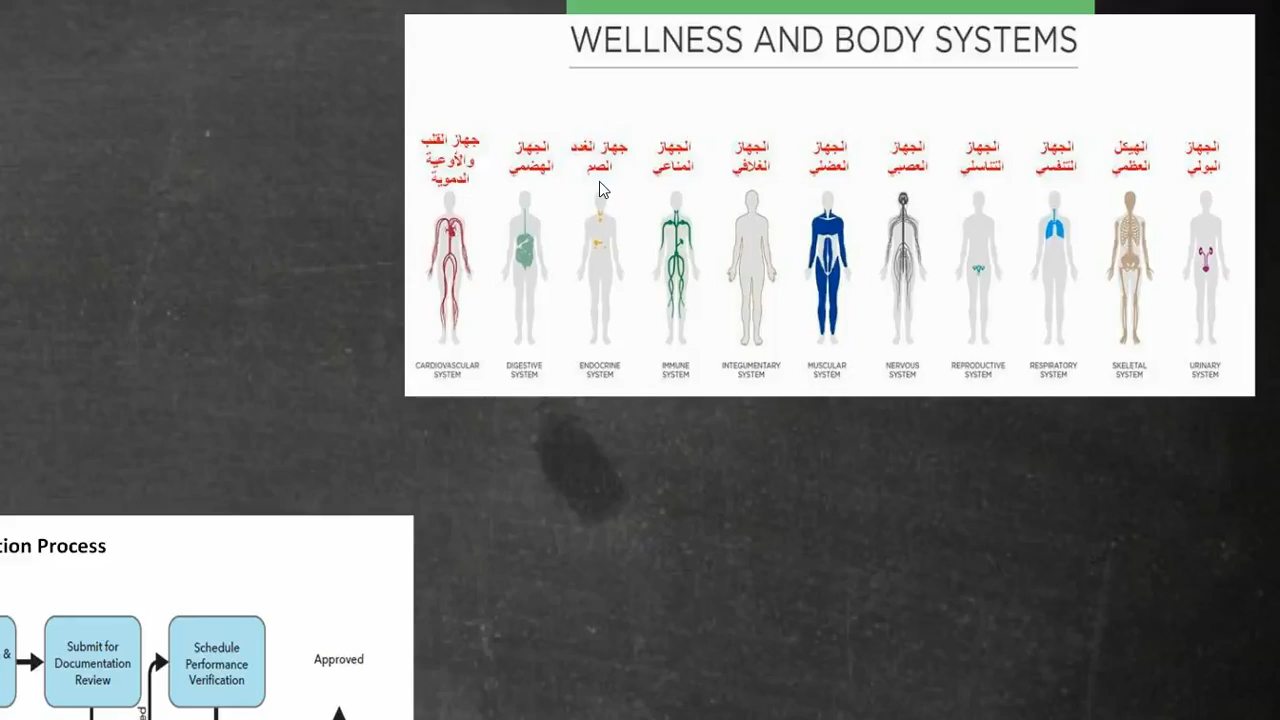 WELLNESS AND BODY SYSTEMS
جهاز القلب
والأوعية
الدموية
الجهاز
الهضمي
جهاز الغدد
الصم
الجهاز
المناعي
الجهاز
الغلافي
الجهاز
العضلي
الجهاز
العصبي
الجهاز
التناسلي
الجهاز
التنفسي
الهيكل
العظمي
الجهاز
البولي
CARDIOVASCULAR
SYSTEM
DIGESTIVE
SYSTEM
ENDOCRINE
SYSTEM
IMMUNE
SYSTEM
INTEGUMENTARY
SYSTEM
MUSCULAR
SYSTEM
NERVOUS
SYSTEM
REPRODUCTIVE
SYSTEM
RESPIRATORY
SYSTEM
SKELETAL
SYSTEM
URINARY
SYSTEM
tion Process
&
Submit for
Documentation
Review
Schedule
Performance
Verification
Approved